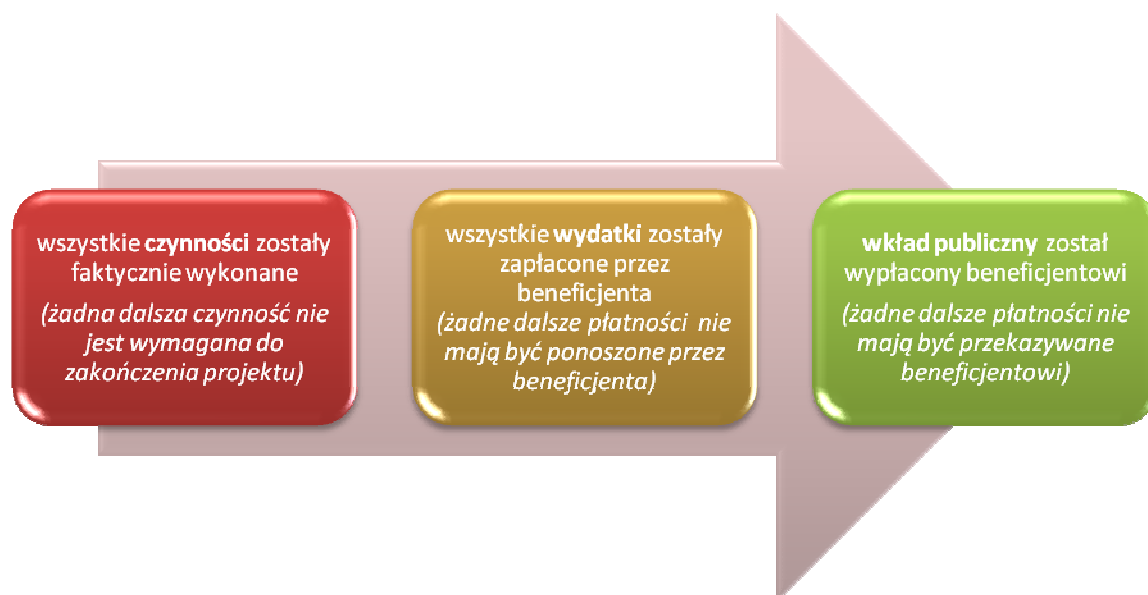 wszystkie czynności zostały
faktycznie wykonane
(żadna dalsza czynność nie
jest wymagana do
zakończenia projektu)
wszystkie wydatki zostały
zapłacone przez
beneficjenta
(żadne dalsze płatności nie
mają być ponoszone przez
beneficjenta)
wkład publiczny został
wypłacony beneficjentowi
(żadne dalsze płatności nie
mają być przekazywane
beneficjentowi)